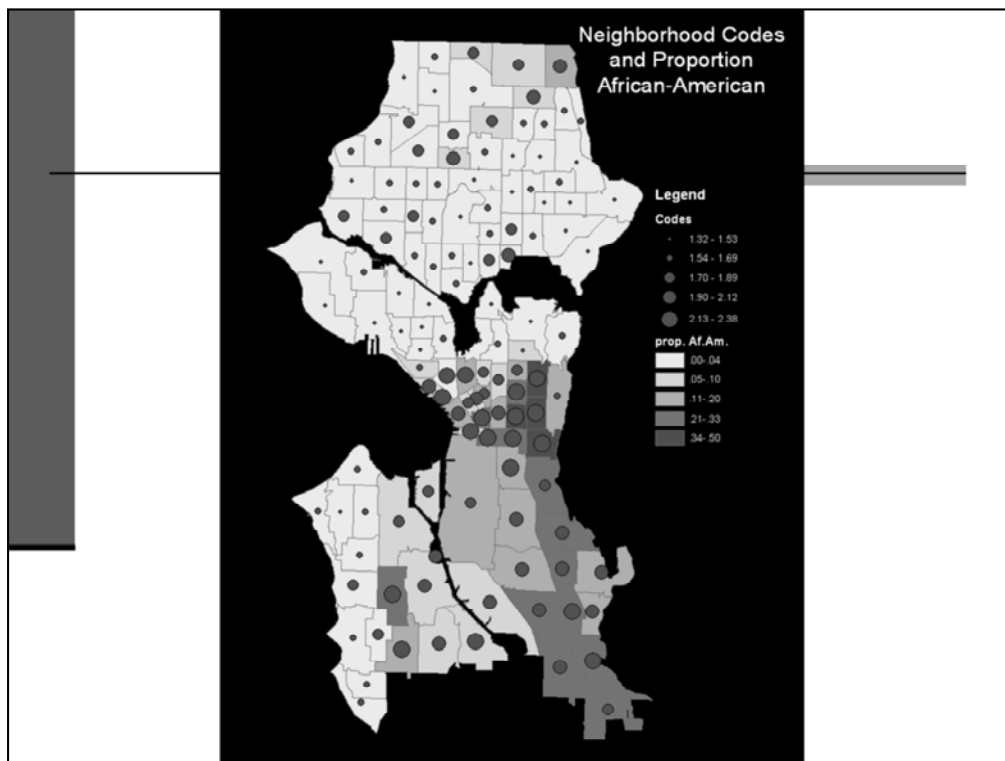 Neighborhood Codes
and Proportion
African-American
Legend
Codes
1.32 - 1.53
1.54 - 1.69
1.70 - 1.89
1.90 - 2.12
2.13 - 2.38
prop. Af.Am.
.00-.04
.05-.10
.11-.20
.21-.33
.34-.50